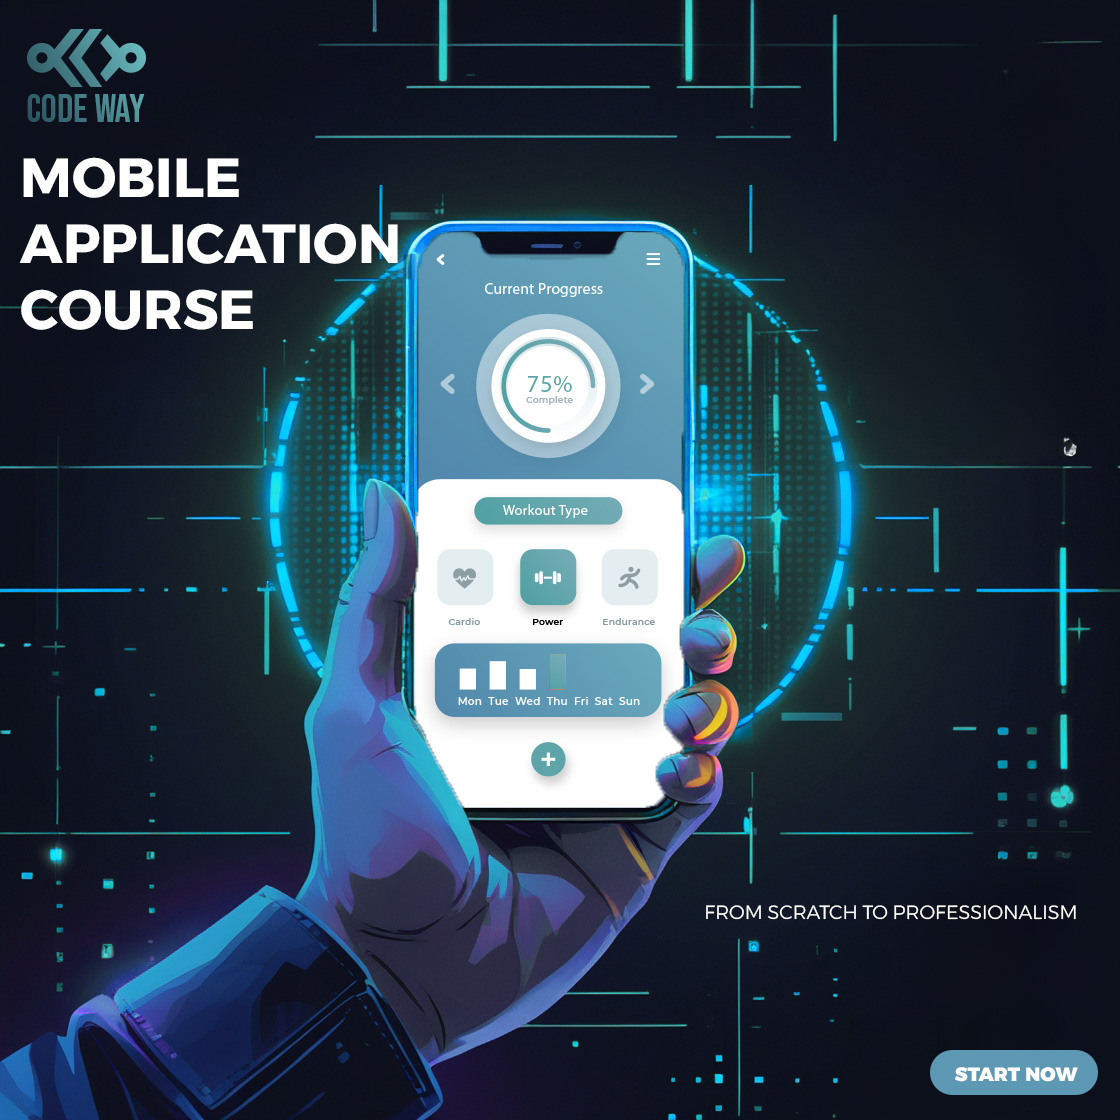 CODE WAY
MOBILE
APPLICATION
COURSE
Current Proggress
75%
Complete
Workout Type
Cardio Power Endurance
Mon Tue Wed Thu Fri Sat Sun
FROM SCRATCH TO PROFESSIONALISM
START NOW